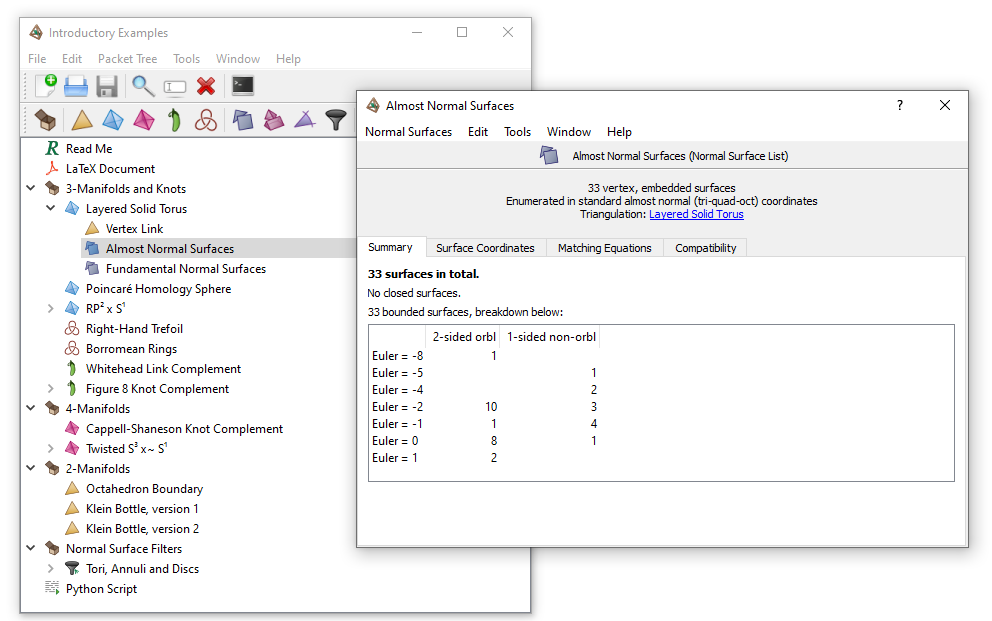 Introductory Examples
File Edit Packet Tree Tools Window Help
Read Me
LaTeX Document
3-Manifolds and Knots
Layered Solid Torus
Vertex Link
Almost Normal Surfaces
Fundamental Normal Surfaces
Poincaré Homology Sphere
RP² x S¹
Right-Hand Trefoil
Borromean Rings
Whitehead Link Complement
Figure 8 Knot Complement
4-Manifolds
Cappell-Shaneson Knot Complement
Twisted S³ x~ S¹
2-Manifolds
Octahedron Boundary
Klein Bottle, version 1
Klein Bottle, version 2
Normal Surface Filters
Tori, Annuli and Discs
Python Script
Almost Normal Surfaces ?
Normal Surfaces Edit Tools Window Help
Almost Normal Surfaces (Normal Surface List)
33 vertex, embedded surfaces
Enumerated in standard almost normal (tri-quad-oct) coordinates
Triangulation: Layered Solid Torus
Summary Surface Coordinates Matching Equations Compatibility
33 surfaces in total.
No closed surfaces.
33 bounded surfaces, breakdown below:
2-sided orbl 1-sided non-orbl
Euler = -8 1
Euler = -5 1
Euler = -4 2
Euler = -2 10 3
Euler = -1 1 4
Euler = 0 8 1
Euler = 1 2